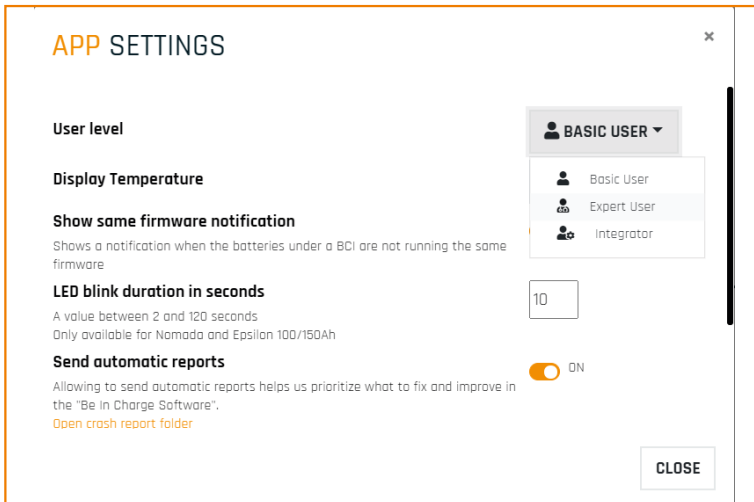 APP SETTINGS
×
User level
BASIC USER
Basic User
Expert User
Integrator
Display Temperature
Show same firmware notification
Shows a notification when the batteries under a BCI are not running the same
firmware
LED blink duration in seconds
10
A value between 2 and 120 seconds
Only available for Nomada and Epsilon 100/150Ah
Send automatic reports
ON
Allowing to send automatic reports helps us prioritize what to fix and improve in
the "Be In Charge Software".
Open crash report folder
CLOSE